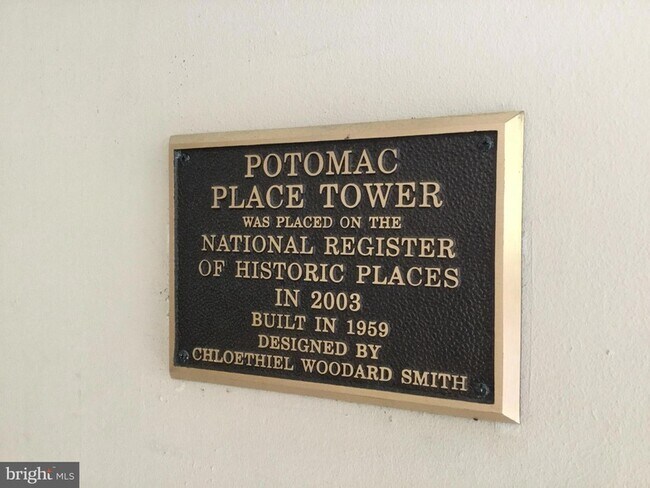 POTOMAC
PLACE TOWER
WAS PLACED ON THE
NATIONAL REGISTER
OF HISTORIC PLACES
IN 2003
BUILT IN 1959
DESIGNED BY
CHLOETHIEL WOODARD SMITH
bright MLS